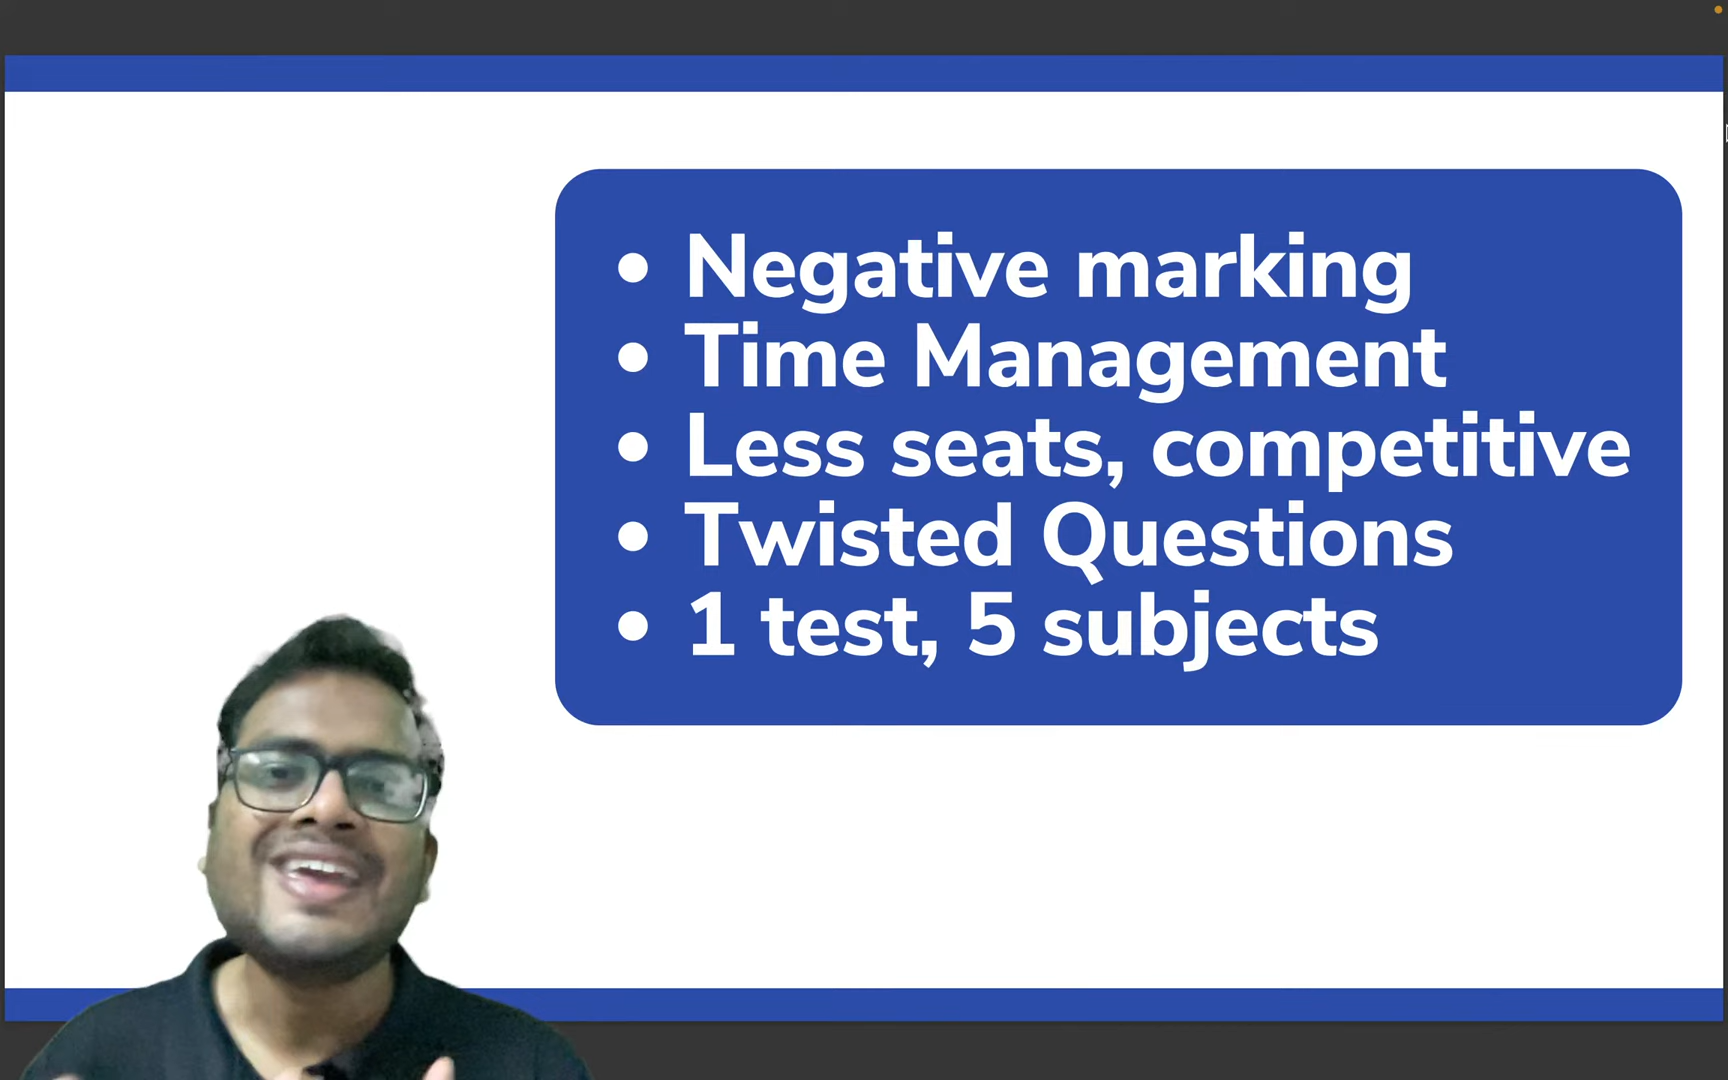 • Negative marking
• Time Management
• Less seats, competitive
• Twisted Questions
• 1 test, 5 subjects